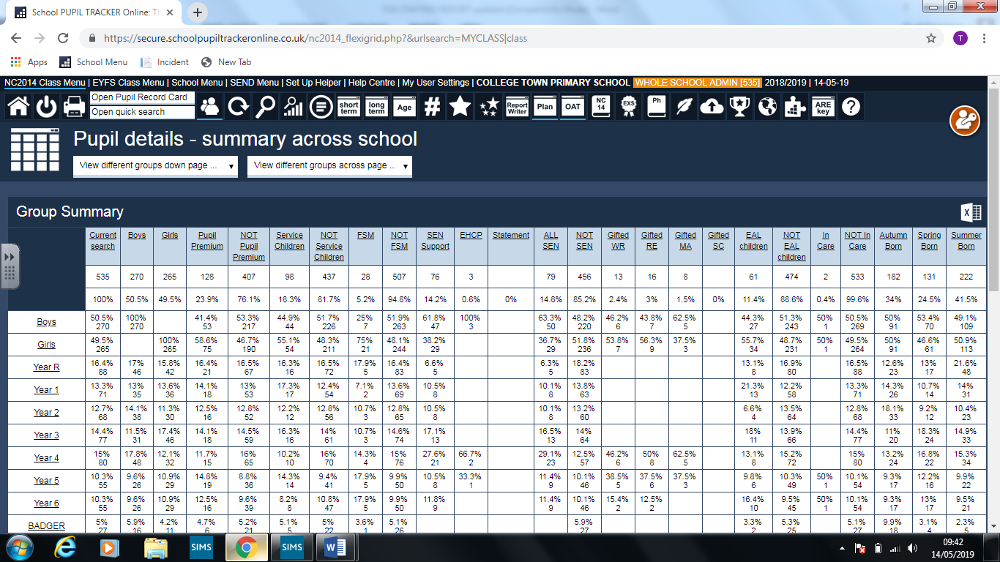 School PUPIL TRACKER Online: Th
https://secure.schoolpupiltrackeronline.co.uk/nc2014_flexigrid.php?&urlsearch=MYCLASS|class
T
Apps School Menu Incident New Tab
NC2014 Class Menu | EYFS Class Menu | School Menu | SEND Menu | Set Up Helper | Help Centre | My User Settings | COLLEGE TOWN PRIMARY SCHOOL WHOLE SCHOOL ADMIN [535] 2018/2019 | 14-05-19
Open Pupil Record Card
Open quick search
short term long term Age # Report Writer Plan OAT NC 14 EXS Ph ARE key ?
Pupil details - summary across school
View different groups down page ... View different groups across page ...
Group Summary
X
Current search Boys Girls Pupil Premium NOT Pupil Premium Service Children NOT Service Children FSM NOT FSM SEN Support EHCP Statement ALL SEN NOT SEN Gifted WR Gifted RE Gifted MA Gifted SC EAL children NOT EAL children In Care NOT In Care Autumn Born Spring Born Summer Born
535 270 265 128 407 98 437 28 507 76 3 79 456 13 16 8 61 474 2 533 182 131 222
100% 50.5% 49.5% 23.9% 76.1% 18.3% 81.7% 5.2% 94.8% 14.2% 0.6% 0% 14.8% 85.2% 2.4% 3% 1.5% 0% 11.4% 88.6% 0.4% 99.6% 34% 24.5% 41.5%
Boys 50.5% 100% 41.4% 53.3% 44.9% 51.7% 25% 51.9% 61.8% 100% 63.3% 48.2% 46.2% 43.8% 62.5% 44.3% 51.3% 50% 50.5% 50% 53.4% 49.1%
270 270 53 217 44 226 7 263 47 3 50 220 6 7 5 27 243 1 269 91 70 109
Girls 49.5% 100% 58.6% 46.7% 55.1% 48.3% 75% 48.1% 38.2% 36.7% 51.8% 53.8% 56.3% 37.5% 55.7% 48.7% 50% 49.5% 50% 46.6% 50.9%
265 265 75 190 54 211 21 244 29 29 236 7 9 3 34 231 1 264 91 61 113
Year R 16.4% 17% 15.8% 16.4% 16.5% 16.3% 16.5% 17.9% 16.4% 6.6% 6.3% 18.2% 13.1% 16.9% 16.5% 12.6% 13% 21.6%
88 46 42 21 67 16 72 5 83 5 5 83 8 80 88 23 17 48
Year 1 13.3% 13% 13.6% 14.1% 13% 17.3% 12.4% 7.1% 13.6% 10.5% 10.1% 13.8% 21.3% 12.2% 13.3% 14.3% 10.7% 14%
71 35 36 18 53 17 54 2 69 8 8 63 13 58 71 26 14 31
Year 2 12.7% 14.1% 11.3% 12.5% 12.8% 12.2% 12.8% 10.7% 12.8% 10.5% 10.1% 13.2% 6.6% 13.5% 12.8% 18.1% 9.2% 10.4%
68 38 30 16 52 12 56 3 65 8 8 60 4 64 68 33 12 23
Year 3 14.4% 11.5% 17.4% 14.1% 14.5% 16.3% 14% 10.7% 14.6% 17.1% 16.5% 14% 18% 13.9% 14.4% 11% 18.3% 14.9%
77 31 46 18 59 16 61 3 74 13 13 64 11 66 77 20 24 33
Year 4 15% 17.8% 12.1% 11.7% 16% 10.2% 16% 14.3% 15% 27.6% 66.7% 29.1% 12.5% 46.2% 50% 62.5% 13.1% 15.2% 15% 13.2% 16.8% 15.3%
80 48 32 15 65 10 70 4 76 21 2 23 57 6 8 5 8 72 80 24 22 34
Year 5 10.3% 9.6% 10.9% 14.8% 8.8% 14.3% 9.4% 17.9% 9.9% 10.5% 33.3% 11.4% 10.1% 38.5% 37.5% 37.5% 9.8% 10.3% 50% 10.1% 9.3% 12.2% 9.9%
55 26 29 19 36 14 41 5 50 8 1 9 46 5 6 3 6 49 1 54 17 16 22
Year 6 10.3% 9.6% 10.9% 12.5% 9.6% 8.2% 10.8% 17.9% 9.9% 11.8% 11.4% 10.1% 15.4% 12.5% 16.4% 9.5% 50% 10.1% 9.3% 13% 9.5%
55 26 29 16 39 8 47 5 50 9 9 46 2 2 10 45 1 54 17 17 21
BADGER 5% 5.9% 4.2% 4.7% 5.2% 5.1% 5% 3.6% 5.1% 5.9% 3.3% 5.3% 5.1% 9.9% 3.1% 2.3%
27 16 11 6 21 5 22 1 26 27 2 25 27 18 4 5
SIMS SIMS W
09:42
14/05/2019